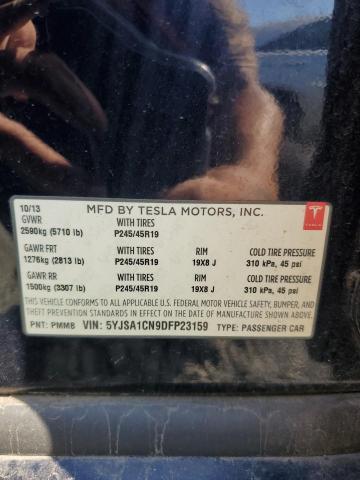 10/13 MFD BY TESLA MOTORS, INC. TESLA
GVWR WITH TIRES
2590kg (5710 lb) P245/45R19
GAWR FRT WITH TIRES RIM COLD TIRE PRESSURE
1276kg (2813 lb) P245/45R19 19X8 J 310 kPa, 45 psi
GAWR RR WITH TIRES RIM COLD TIRE PRESSURE
1500kg (3307 lb) P245/45R19 19X8 J 310 kPa, 45 psi
THIS VEHICLE CONFORMS TO ALL APPLICABLE FEDERAL MOTOR VEHICLE SAFETY, BUMPER, AND
THEFT PREVENTION STANDARDS IN EFFECT ON THE DATE OF MANUFACTURE SHOWN ABOVE.
PNT: PMMB VIN: 5YJSA1CN9DFP23159 TYPE: PASSENGER CAR